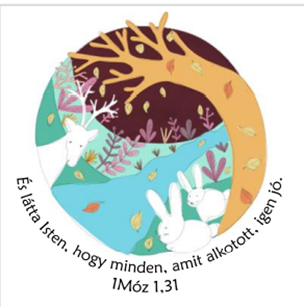 És látta Isten, hogy minden, amit alkotott, igen jó.
1Móz 1,31